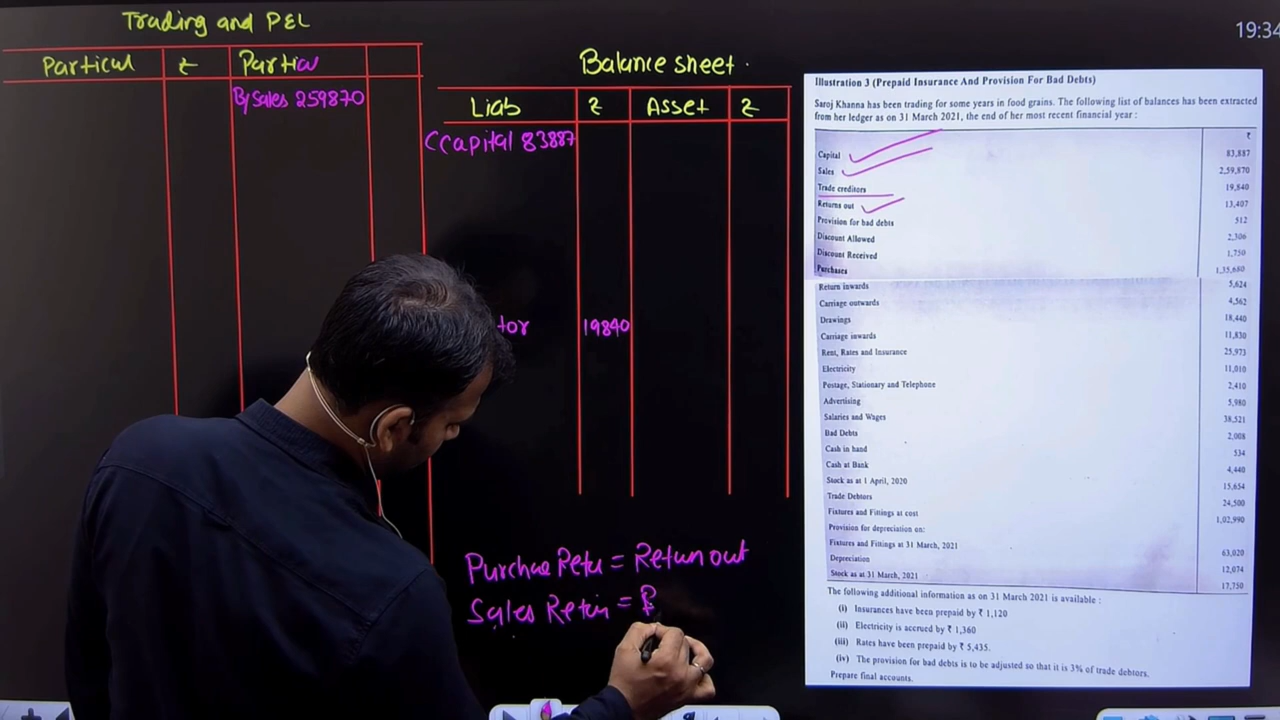 Trading and P&L
Particul ₹ Particu
By Sales 259870
Balance sheet.
Liab ₹ Asset ₹
Capital 83887
tor 19840
Purchae Retu = Return out
Sales Retin = R
19:34
Illustration 3 (Prepaid Insurance And Provision For Bad Debts)
Saroj Khanna has been trading for some years in food grains. The following list of balances has been extracted
from her ledger as on 31 March 2021, the end of her most recent financial year :
₹
Capital 83,887
Sales 2,59,870
Trade creditors 19,840
Returns out 13,407
Provision for bad debts 512
Discount Allowed 2,306
Discount Received 1,750
Purchases 1,35,680
Return inwards 5,624
Carriage outwards 4,562
Drawings 18,440
Carriage inwards 11,830
Rent, Rates and Insurance 25,973
Electricity 11,010
Postage, Stationary and Telephone 2,410
Advertising 5,980
Salaries and Wages 38,521
Bad Debts 2,008
Cash in hand 534
Cash at Bank 4,440
Stock as at 1 April, 2020 15,654
Trade Debtors 24,500
Fixtures and Fittings at cost 1,02,990
Provision for depreciation on:
Fixtures and Fittings at 31 March, 2021 63,020
Depreciation 12,074
Stock as at 31 March, 2021 17,750
The following additional information as on 31 March 2021 is available :
(i) Insurances have been prepaid by ₹ 1,120
(ii) Electricity is accrued by ₹ 1,360
(iii) Rates have been prepaid by ₹ 5,435.
(iv) The provision for bad debts is to be adjusted so that it is 3% of trade debtors.
Prepare final accounts.